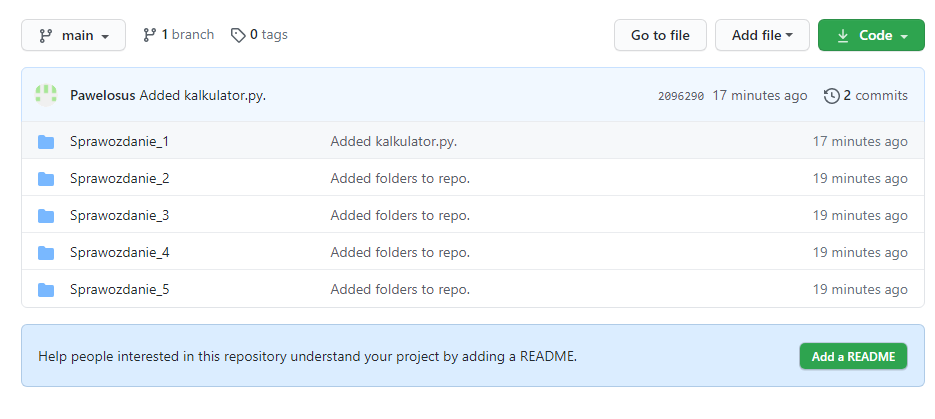 main 1 branch 0 tags Go to file Add file Code
Pawelosus Added kalkulator.py. 2096290 17 minutes ago 2 commits
Sprawozdanie_1 Added kalkulator.py. 17 minutes ago
Sprawozdanie_2 Added folders to repo. 19 minutes ago
Sprawozdanie_3 Added folders to repo. 19 minutes ago
Sprawozdanie_4 Added folders to repo. 19 minutes ago
Sprawozdanie_5 Added folders to repo. 19 minutes ago
Help people interested in this repository understand your project by adding a README. Add a README